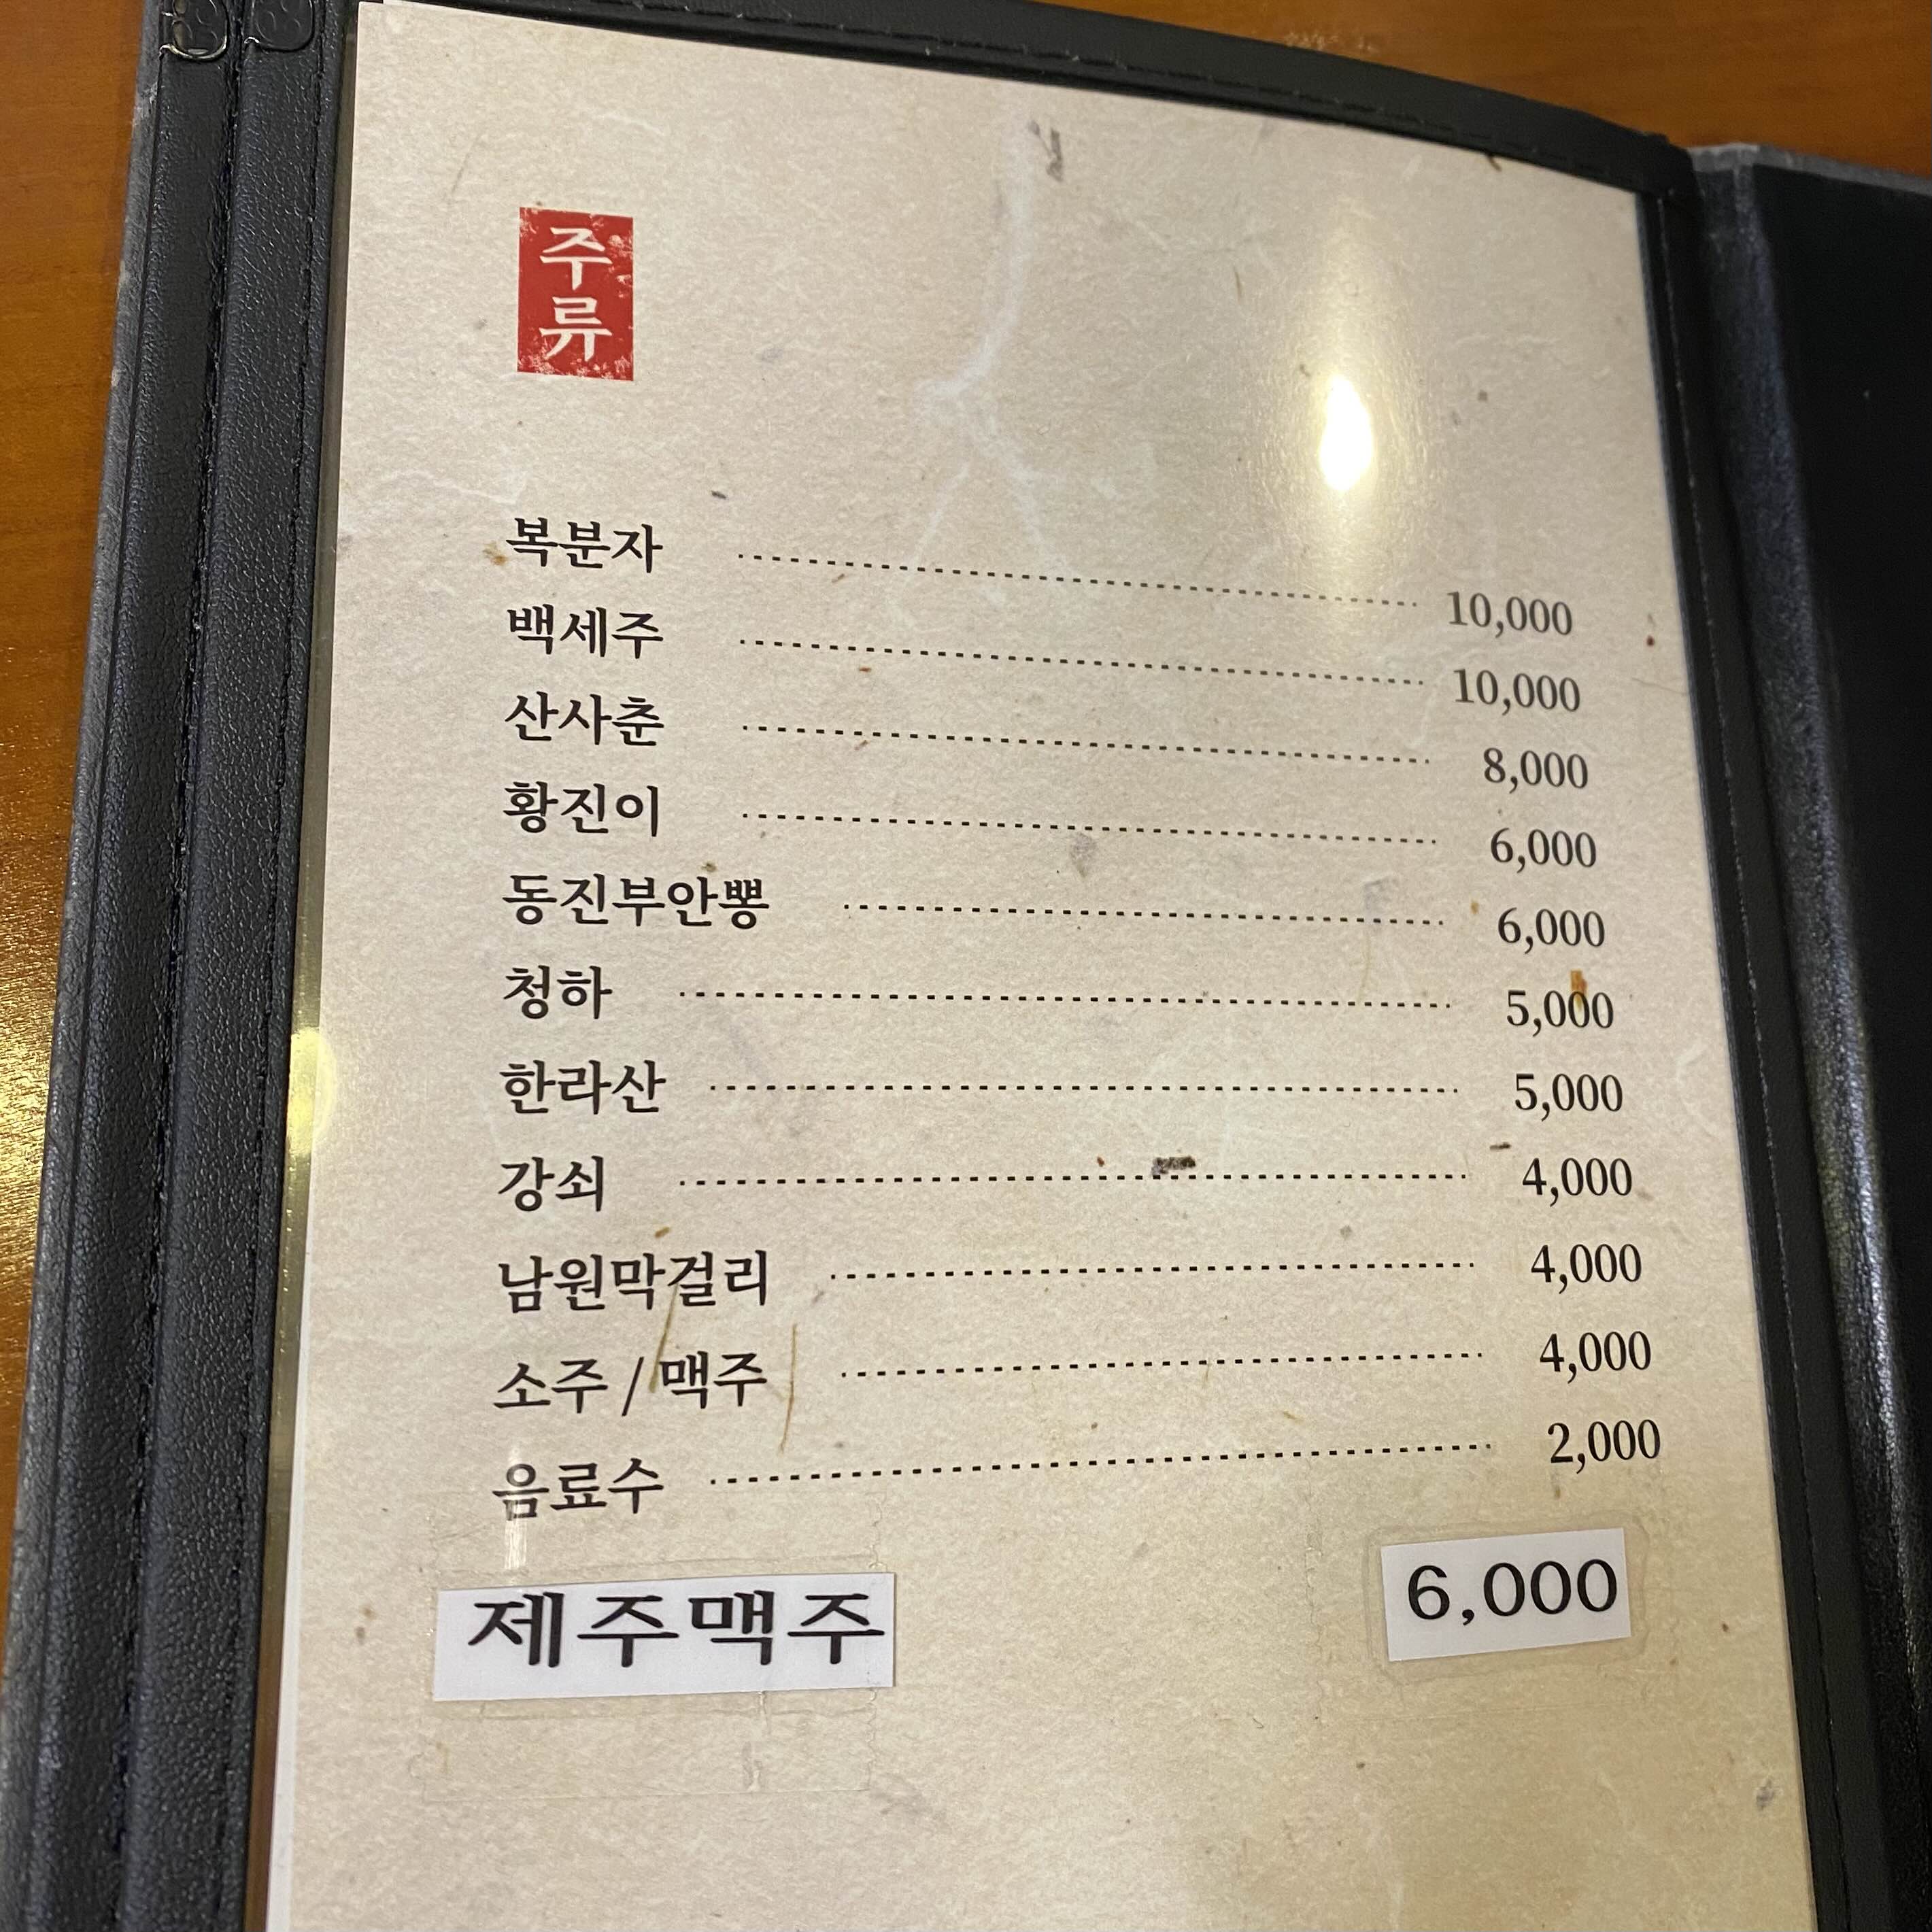 주류
복분자 10,000
백세주 10,000
산사춘 8,000
황진이 6,000
동진부안뽕 6,000
청하 5,000
한라산 5,000
강쇠 4,000
남원막걸리 4,000
소주 / 맥주 4,000
음료수 2,000
제주맥주 6,000